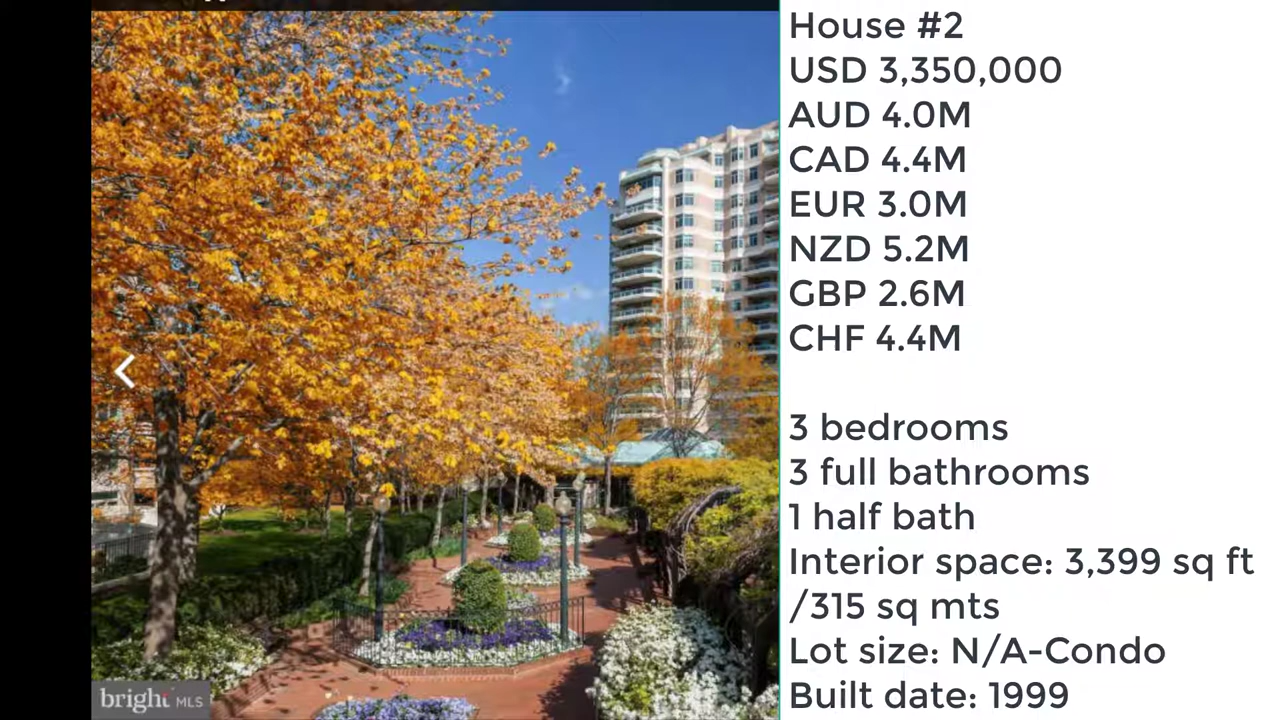 House #2
USD 3,350,000
AUD 4.0M
CAD 4.4M
EUR 3.0M
NZD 5.2M
GBP 2.6M
CHF 4.4M
3 bedrooms
3 full bathrooms
1 half bath
Interior space: 3,399 sq ft
/315 sq mts
Lot size: N/A-Condo
Built date: 1999
bright MLS